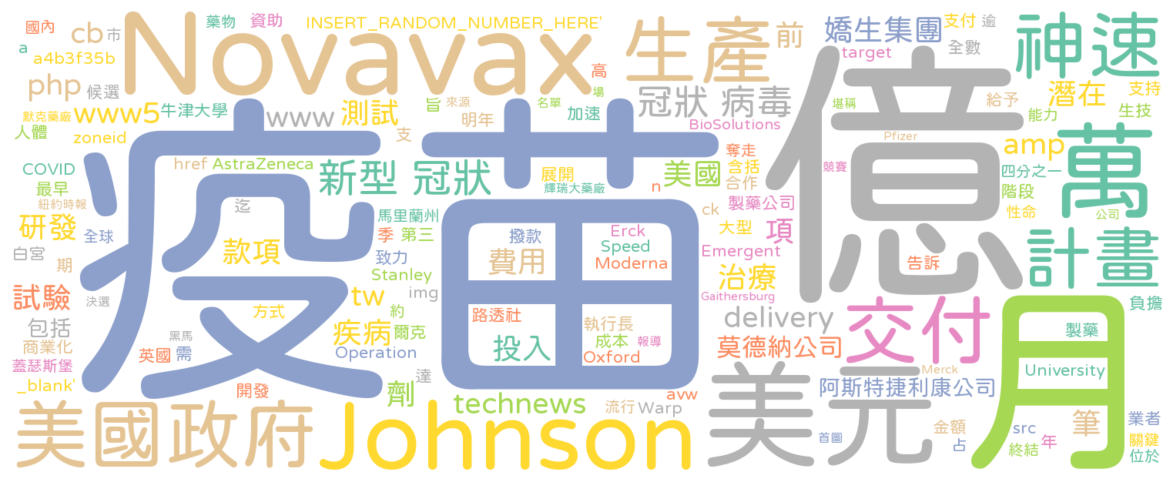 國內 藥物 資助 INSERT_RANDOM_NUMBER_HERE'
cb 市 Novavax 生產 前 嬌生集團 支付 逾 神速
a a4b3f35b 高 target 全數
php 候選 場 冠狀 病毒 億 給予 潛在 支持
默克藥廠 www5 牛津大學 www 測試 旨 來源 名單 加速 堪稱 能力 生技
人體 zoneid 支 明年 BioSolutions Pfizer amp 萬
COVID href AstraZeneca 新型 冠狀 疫苗 展開 美國 奪走 含括 合作 競賽 四分之一
最早 紐約時報 輝瑞大藥廠 n 製藥公司 階段
研發 全球 迄 馬里蘭州 季 第三 ck 大型 項 性命 公司
白宮 期 款項 致力 撥款 費用 Erck Speed Moderna Emergent 告訴 計畫
試驗 決選 Stanley img 治療 Gaithersburg 負擔
包括 方式 tw 約 路透社 執行長 成本 delivery 交付 月 製藥
商業化 黑馬 疾病 爾克 投入 Oxford 報導 莫德納公司
蓋瑟斯堡 英國 需 Operation Merck University
_blank' 開發 劑 達 avw 美元 阿斯特捷利康公司
美國政府 Johnson technews 流行 Warp 首圖 金額 占 src 年 筆 業者 關鍵
終結 位於